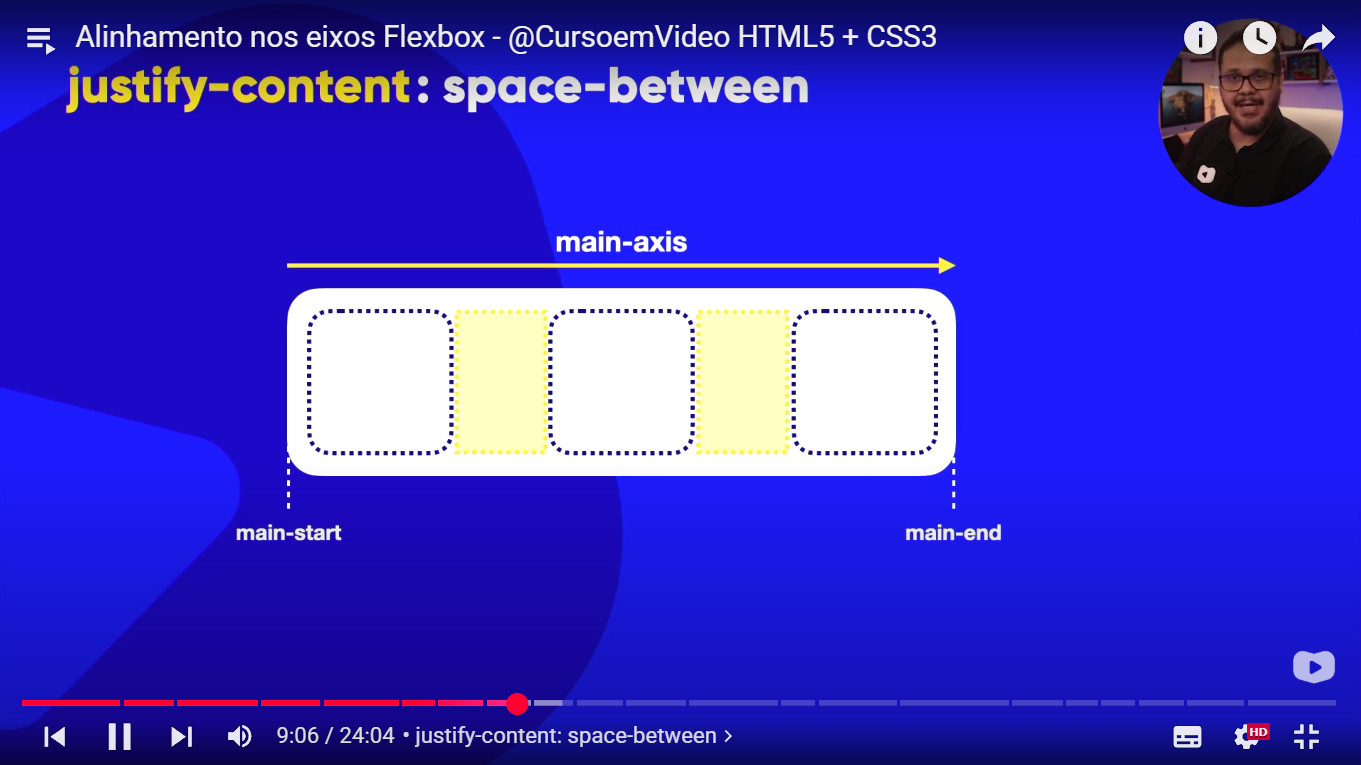 Alinhamento nos eixos Flexbox - @CursoemVideo HTML5 + CSS3
justify-content: space-between
main-axis
main-start
main-end
9:06 / 24:04 • justify-content: space-between
HD